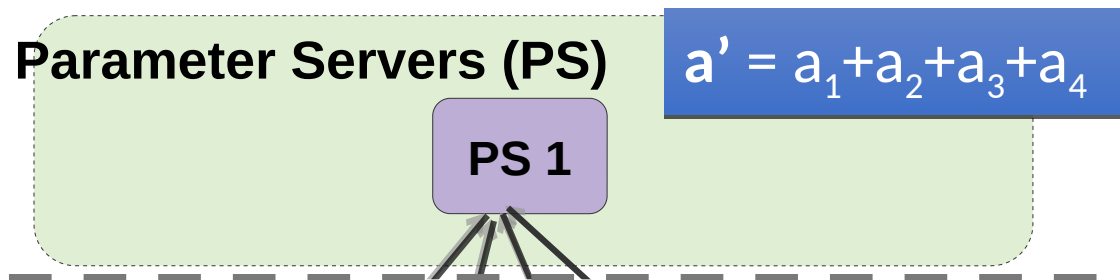 Parameter Servers (PS)
a’ = a₁+a₂+a₃+a₄
PS 1